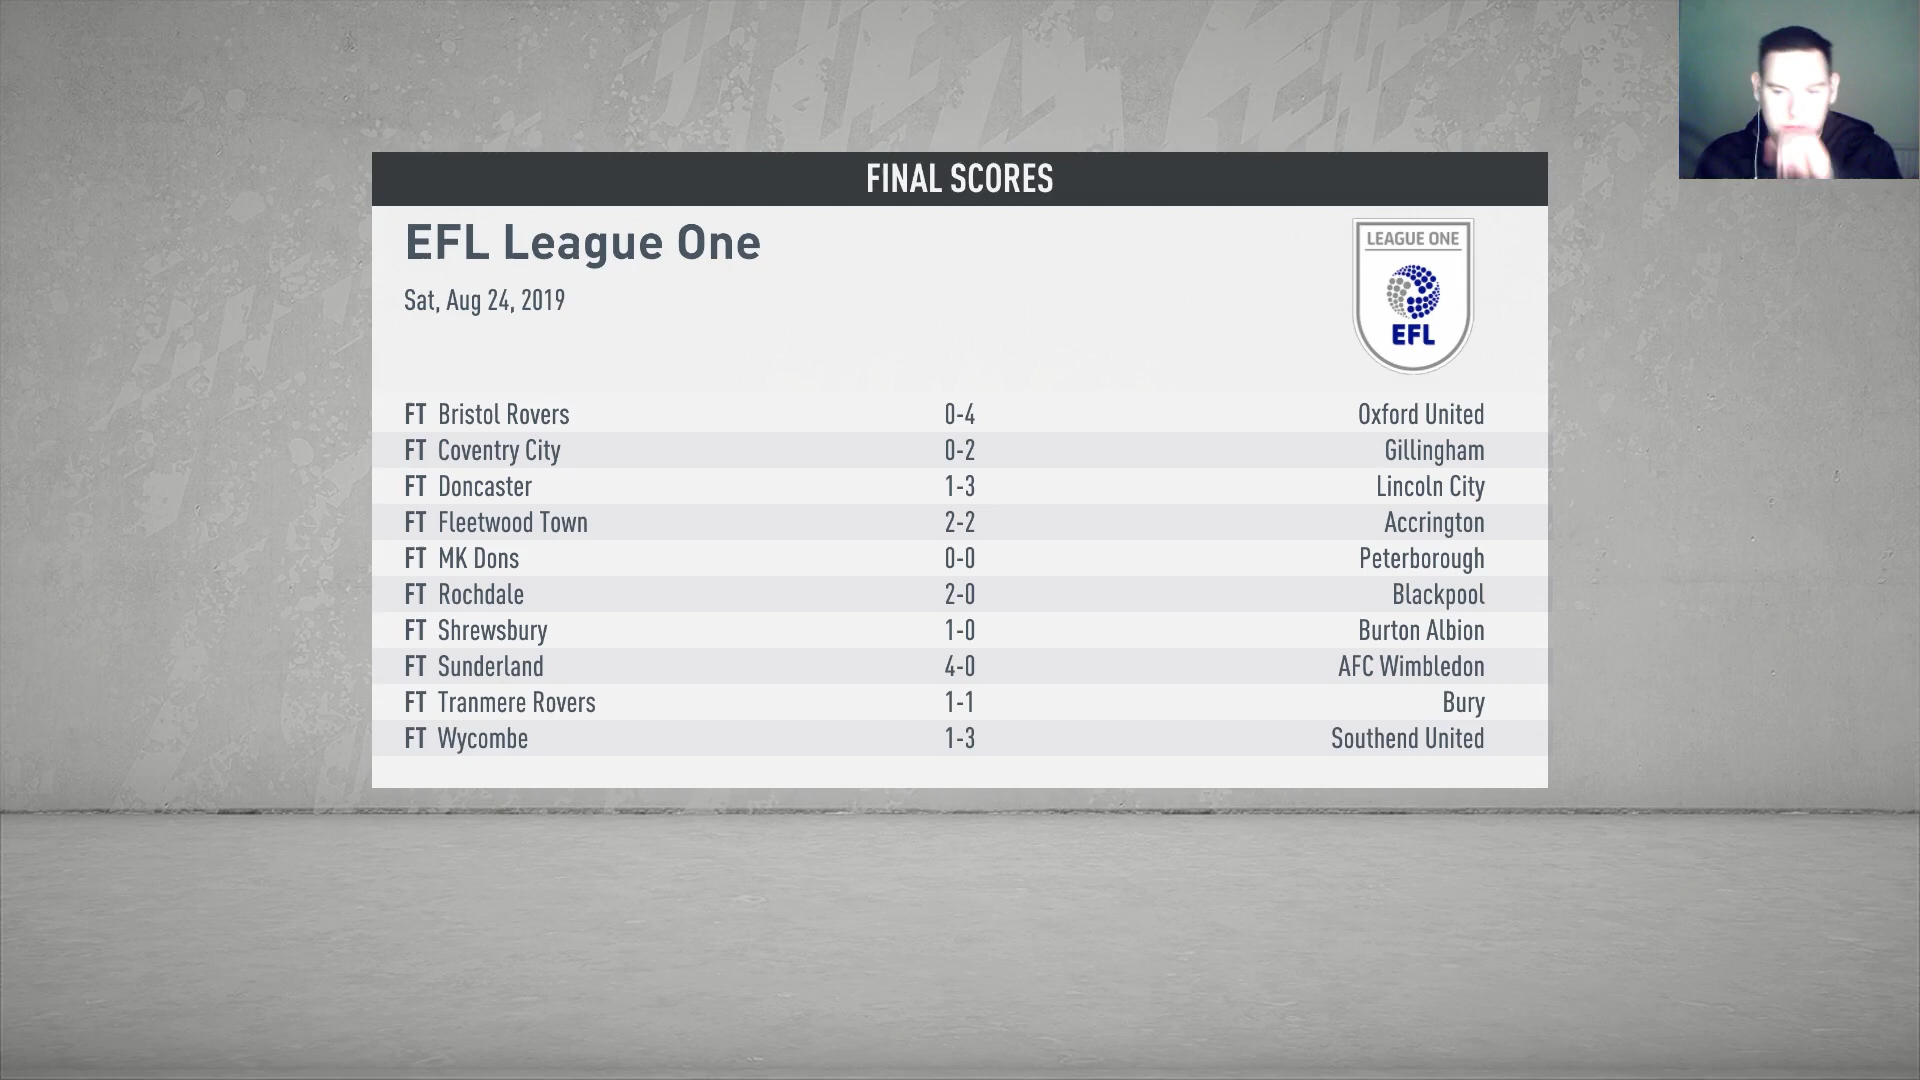 FINAL SCORES
EFL League One
LEAGUE ONE
EFL
Sat, Aug 24, 2019
FT Bristol Rovers 0-4 Oxford United
FT Coventry City 0-2 Gillingham
FT Doncaster 1-3 Lincoln City
FT Fleetwood Town 2-2 Accrington
FT MK Dons 0-0 Peterborough
FT Rochdale 2-0 Blackpool
FT Shrewsbury 1-0 Burton Albion
FT Sunderland 4-0 AFC Wimbledon
FT Tranmere Rovers 1-1 Bury
FT Wycombe 1-3 Southend United